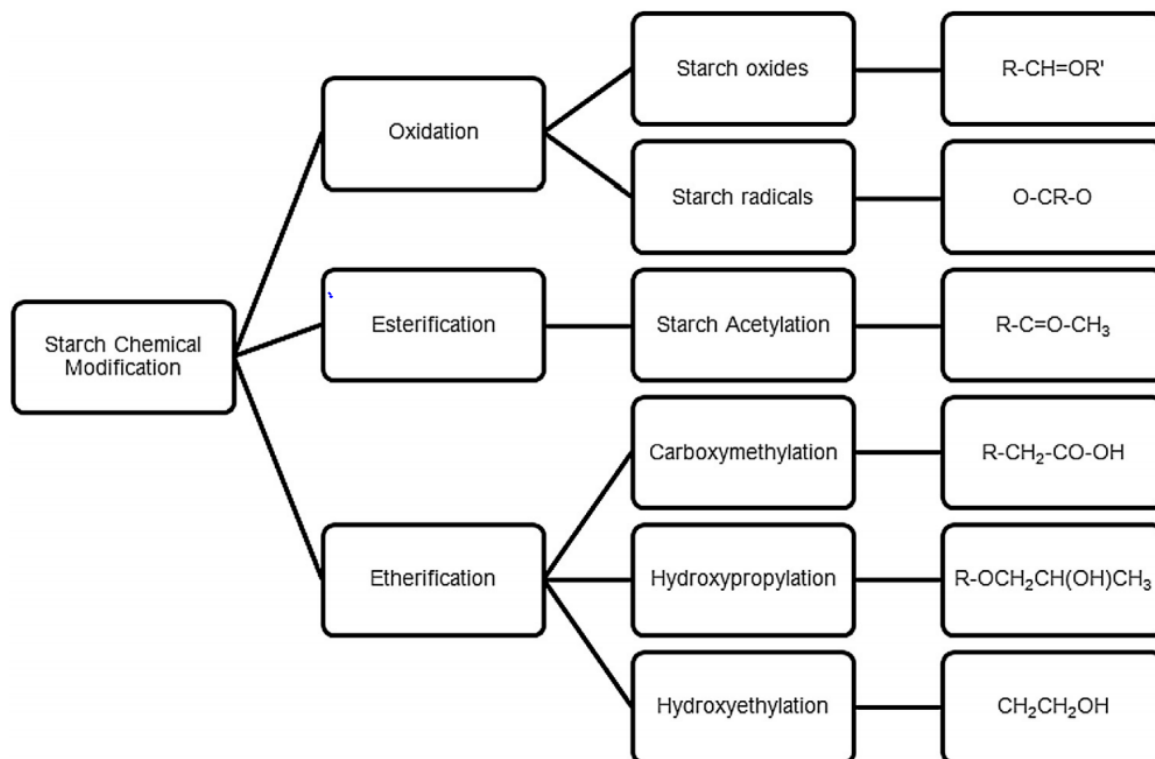 Starch Chemical
Modification
Oxidation
Starch oxides
R-CH=OR'
Starch radicals
O-CR-O
Esterification
Starch Acetylation
R-C=O-CH₃
Etherification
Carboxymethylation
R-CH₂-CO-OH
Hydroxypropylation
R-OCH₂CH(OH)CH₃
Hydroxyethylation
CH₂CH₂OH